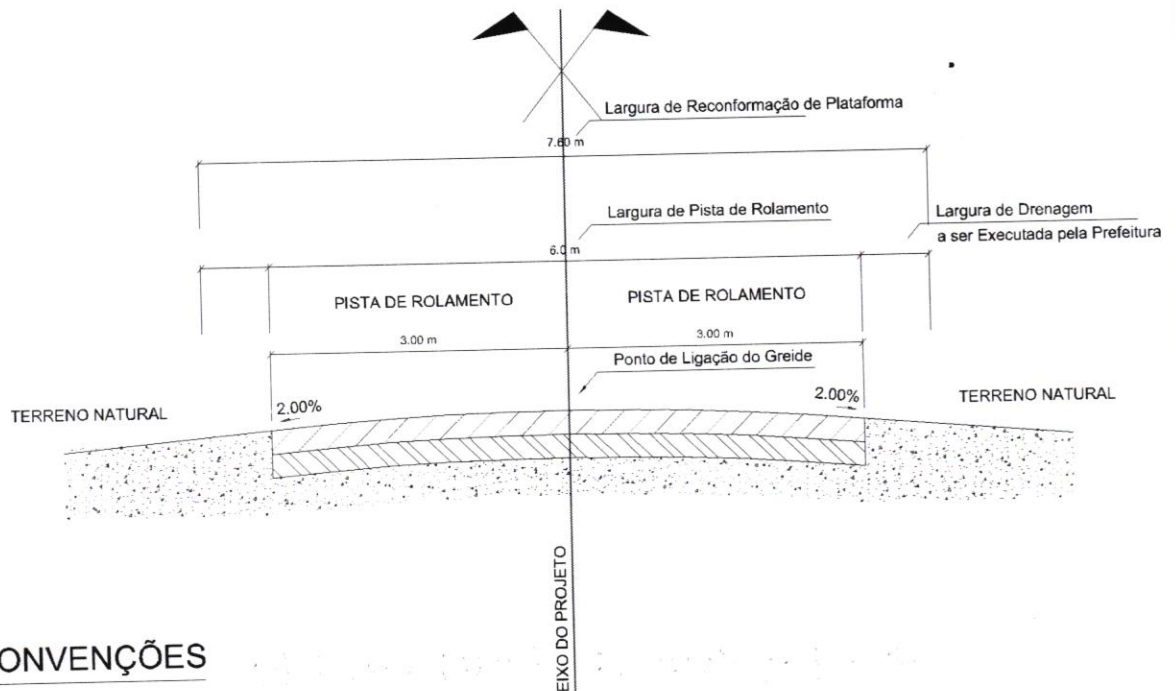 Largura de Reconformação de Plataforma
7.60 m
Largura de Pista de Rolamento
Largura de Drenagem
a ser Executada pela Prefeitura
6.0 m
PISTA DE ROLAMENTO
PISTA DE ROLAMENTO
3.00 m
3.00 m
Ponto de Ligação do Greide
TERRENO NATURAL
2.00%
2.00%
TERRENO NATURAL
EIXO DO PROJETO
ONVENÇÕES